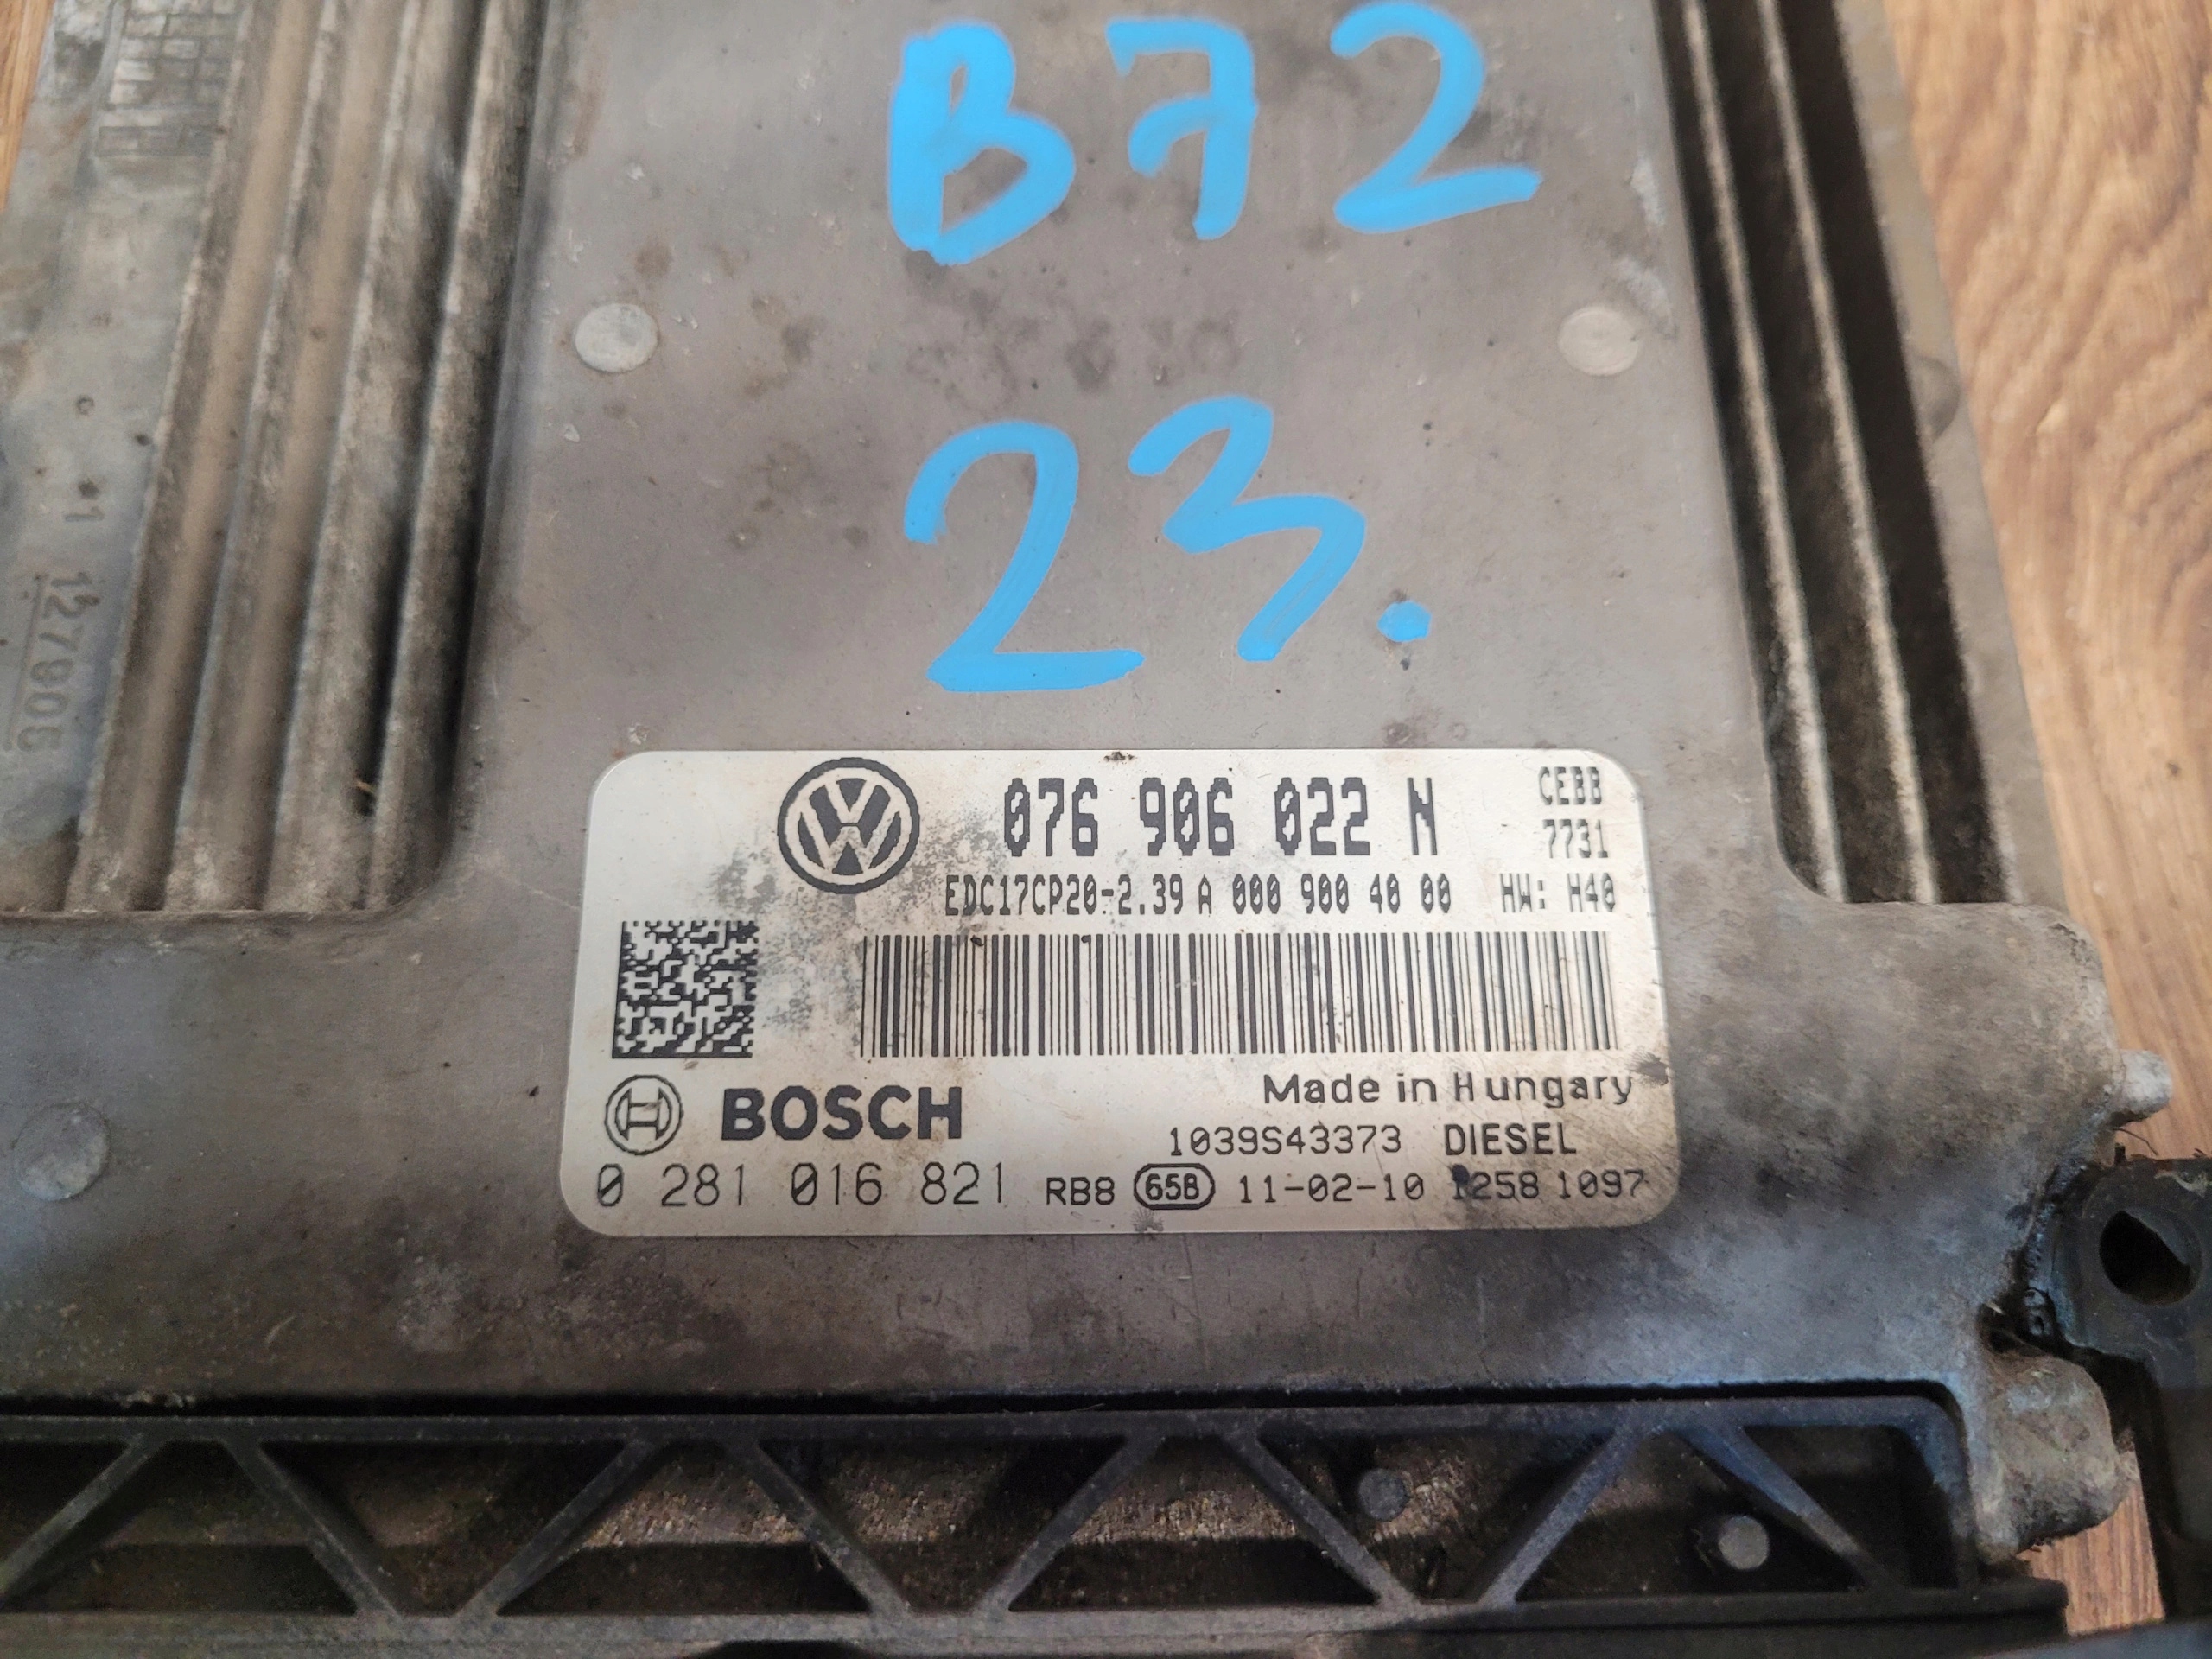 B72
23.
076 906 022 N
CEBB
7731
EDC17CP20-2.39 A 000 900 40 00 HW: H40
BOSCH
Made in Hungary
1039S43373 DIESEL
0 281 016 821 RB8 65B 11-02-10 1258 1097